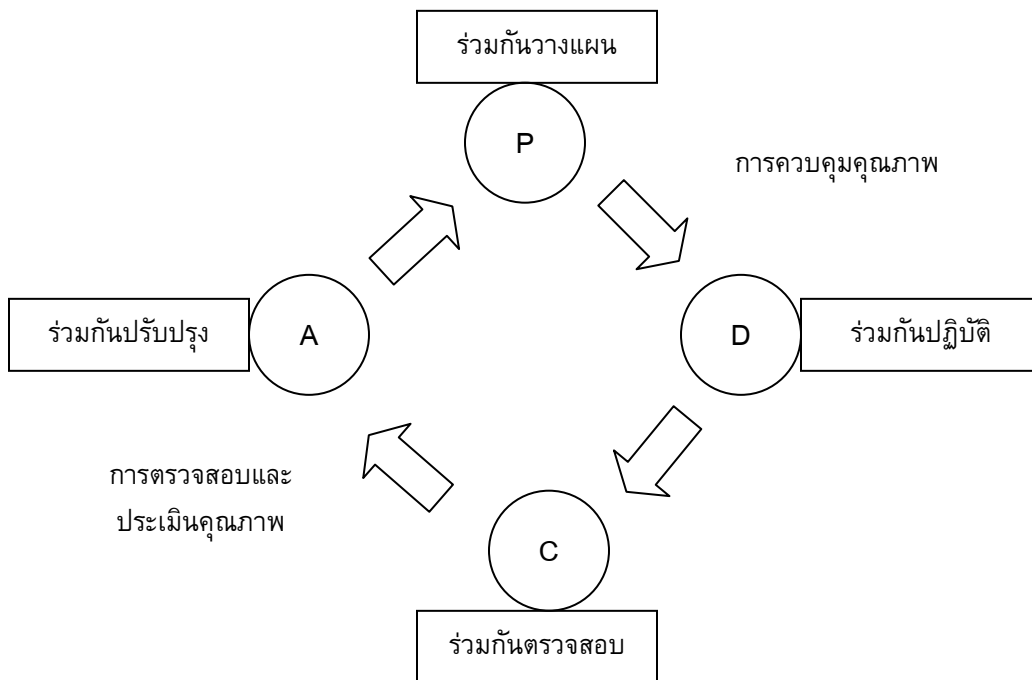 ร่วมกันวางแผน
P
การควบคุมคุณภาพ
ร่วมกันปรับปรุง
A
D
ร่วมกันปฏิบัติ
การตรวจสอบและ
ประเมินคุณภาพ
C
ร่วมกันตรวจสอบ